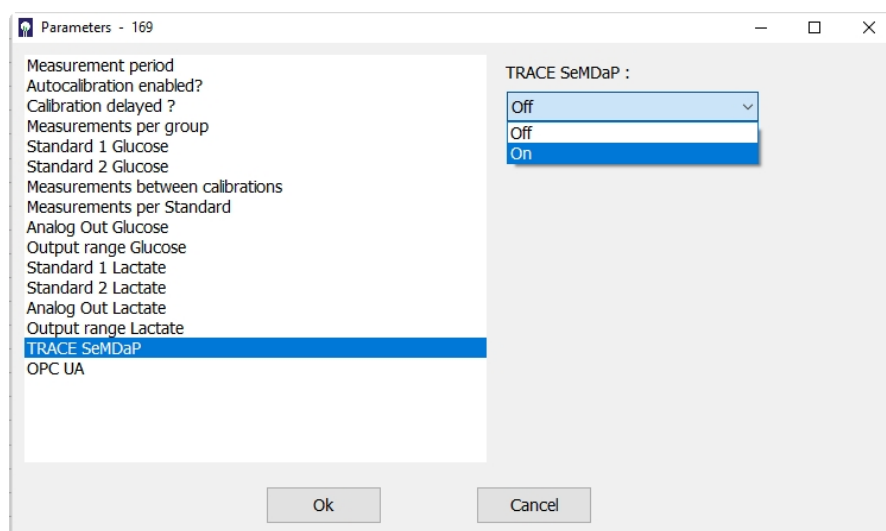 Parameters - 169
Measurement period
Autocalibration enabled?
Calibration delayed ?
Measurements per group
Standard 1 Glucose
Standard 2 Glucose
Measurements between calibrations
Measurements per Standard
Analog Out Glucose
Output range Glucose
Standard 1 Lactate
Standard 2 Lactate
Analog Out Lactate
Output range Lactate
TRACE SeMDaP
OPC UA
TRACE SeMDaP :
Off
Off
On
Ok
Cancel